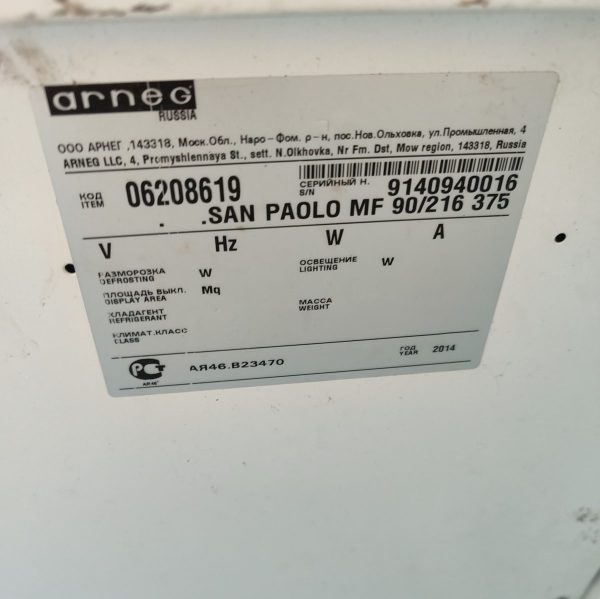 arneg
RUSSIA
ООО АРНЕГ ,143318, Моск.Обл., Наро-Фом. р-н, пос.Нов.Ольховка, ул.Промышленная, 4
ARNEG LLC, 4, Promyshlennaya St., sett. N.Olkhovka, Nr Fm. Dst, Mow region, 143318, Russia
КОД
ITEM
06208619
СЕРИЙНЫЙ Н.
S/N
9140940016
. .SAN PAOLO MF 90/216 375
V Hz W A
РАЗМОРОЗКА
DEFROSTING
W
ОСВЕЩЕНИЕ
LIGHTING
W
ПЛОЩАДЬ ВЫКЛ.
DISPLAY AREA
Mq
МАССА
WEIGHT
ХЛАДАГЕНТ
REFRIGERANT
КЛИМАТ.КЛАСС
CLASS
РСТ
АЯ46
АЯ46.В23470
ГОД
YEAR
2014